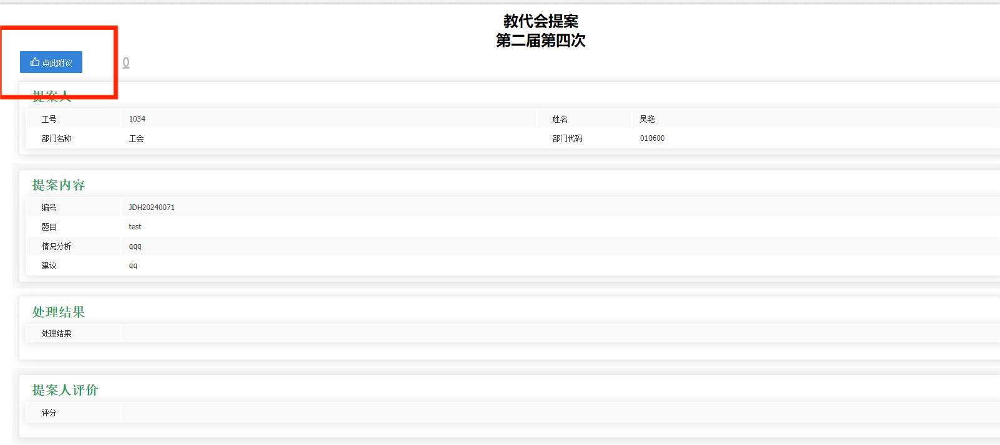 教代会提案
第二届第四次
点此附议 0
提案人
工号 1034 姓名 吴艳
部门名称 工会 部门代码 010600
提案内容
编号 JDH20240071
题目 test
情况分析 qqq
建议 qq
处理结果
处理结果
提案人评价
评分